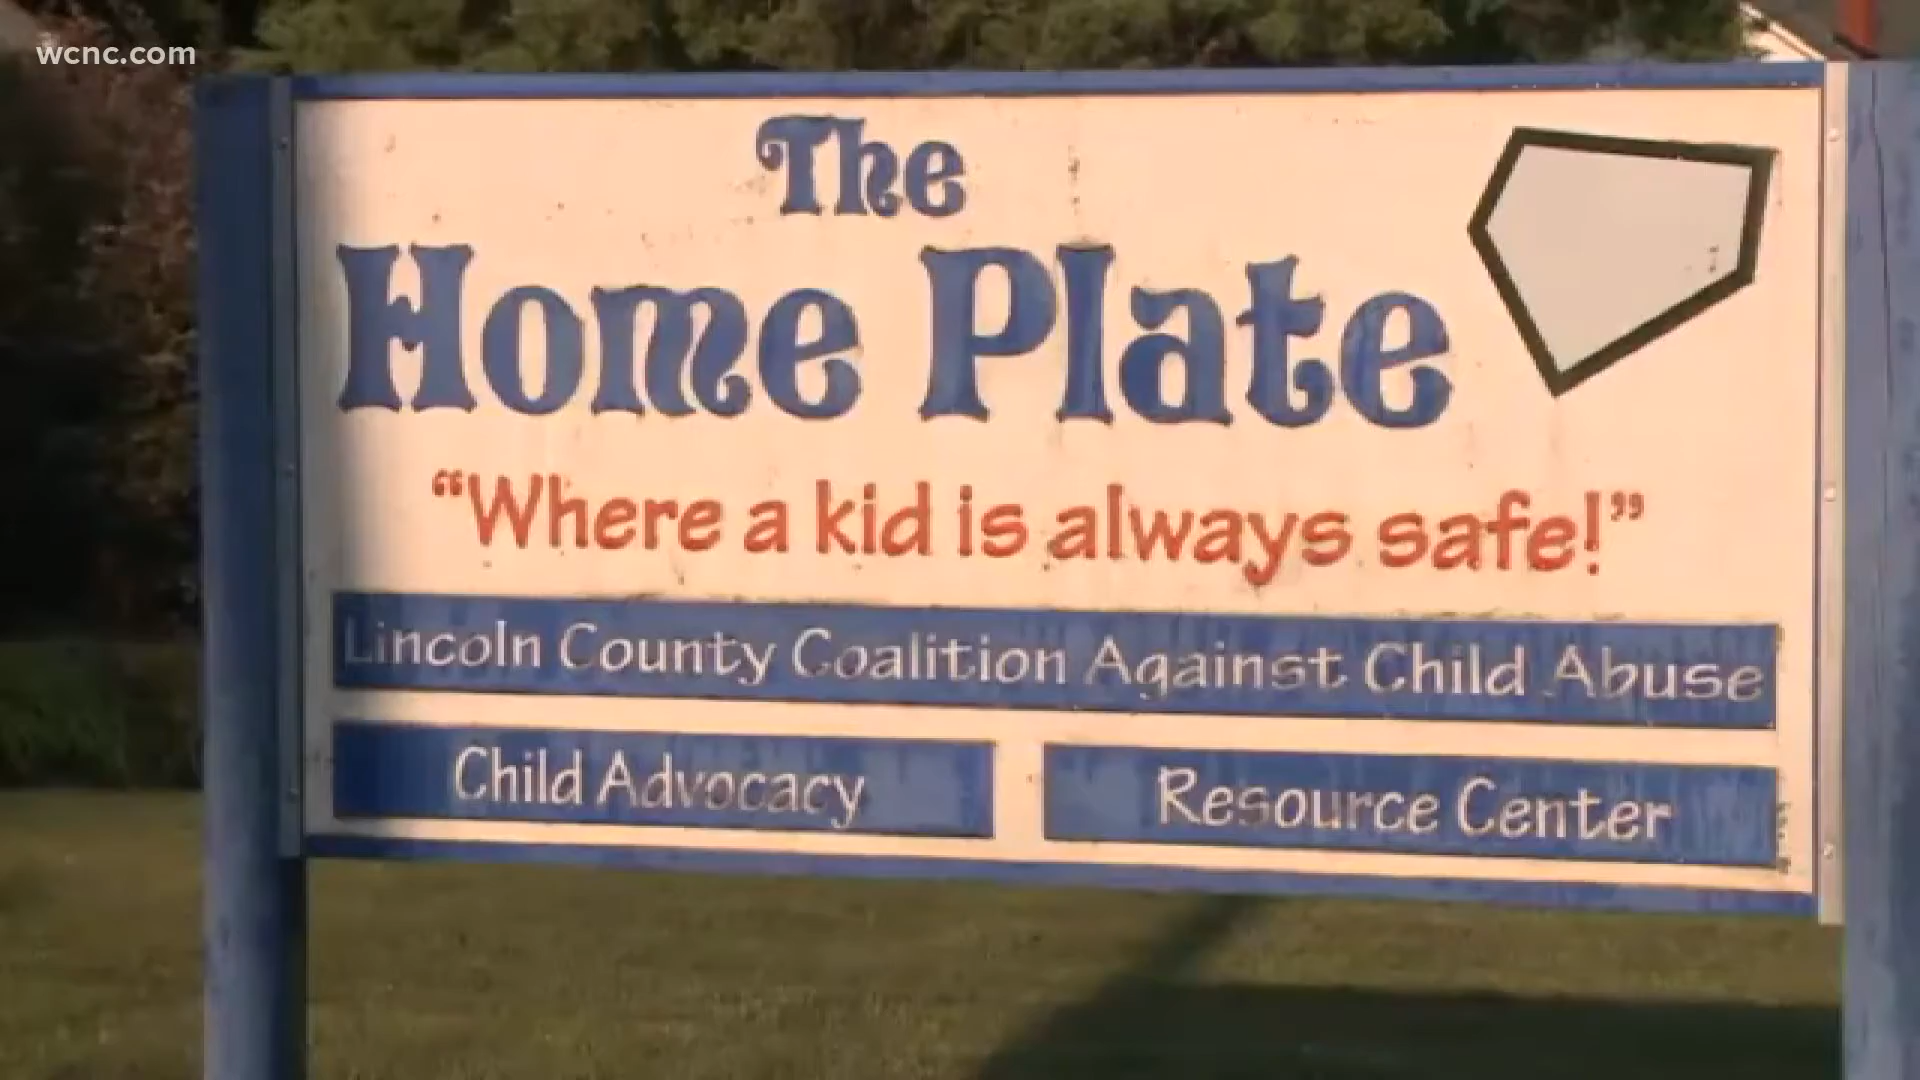 wcnc.com
The
Home Plate
“Where a kid is always safe!”
Lincoln County Coalition Against Child Abuse
Child Advocacy
Resource Center